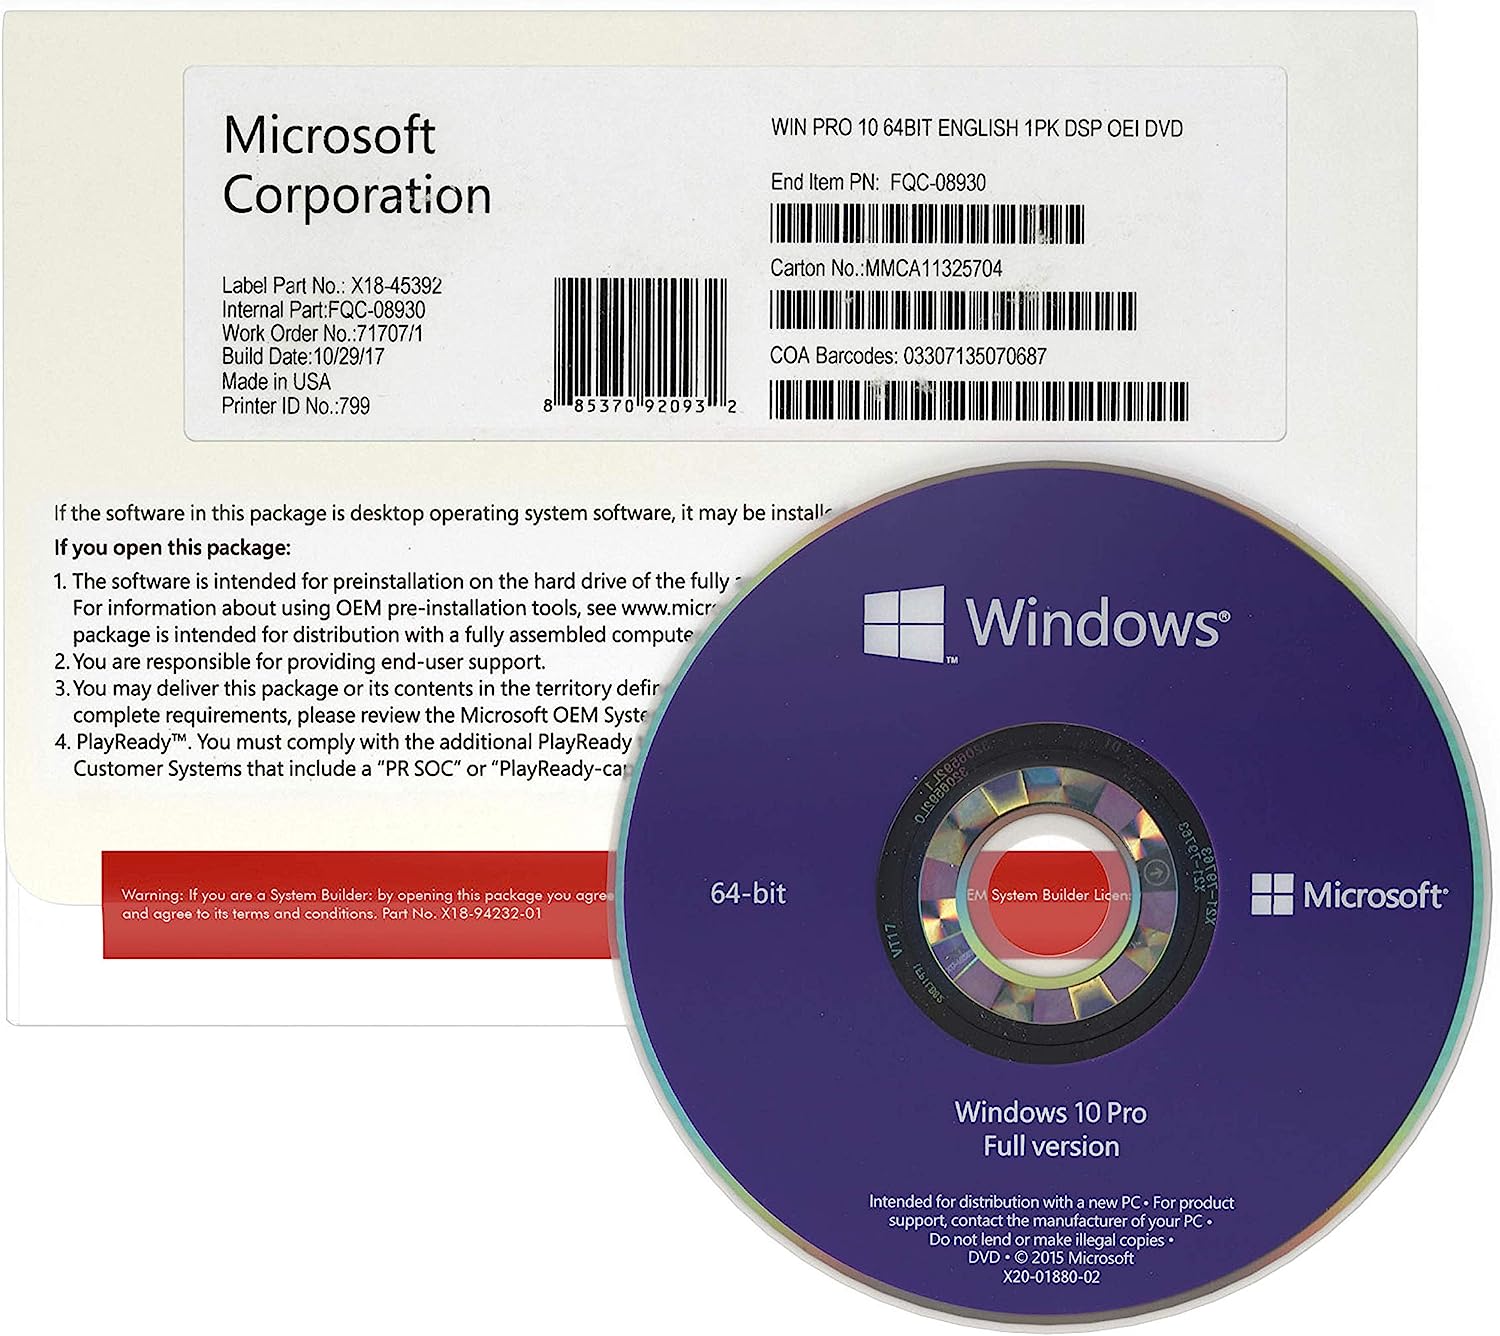 Microsoft
Corporation
Label Part No.: X18-45392
Internal Part:FQC-08930
Work Order No.:71707/1
Build Date:10/29/17
Made in USA
Printer ID No.:799
8 85370 92093 2
WIN PRO 10 64BIT ENGLISH 1PK DSP OEI DVD
End Item PN: FQC-08930
Carton No.:MMCA11325704
COA Barcodes: 03307135070687
If the software in this package is desktop operating system software, it may be
If you open this package:
1. The software is intended for preinstallation on the hard drive of the fully
For information about using OEM pre-installation tools, see
package is intended for distribution with a fully assembled
2. You are responsible for providing end-user support.
3. You may deliver this package or its contents in the territory
complete requirements, please review the Microsoft OEM
4. PlayReady™. You must comply with the additional PlayReady
Customer Systems that include a "PR SOC" or
Warning: If you are a System Builder: by opening this package you agree
and agree to its terms and conditions. Part No. X18-94232-01
System Builder
Windows®
TM
64-bit
Microsoft®
VT17
Windows 10 Pro
Full version
Intended for distribution with a new PC • For product
support, contact the manufacturer of your PC •
Do not lend or make illegal copies •
DVD • © 2015 Microsoft
X20-01880-02